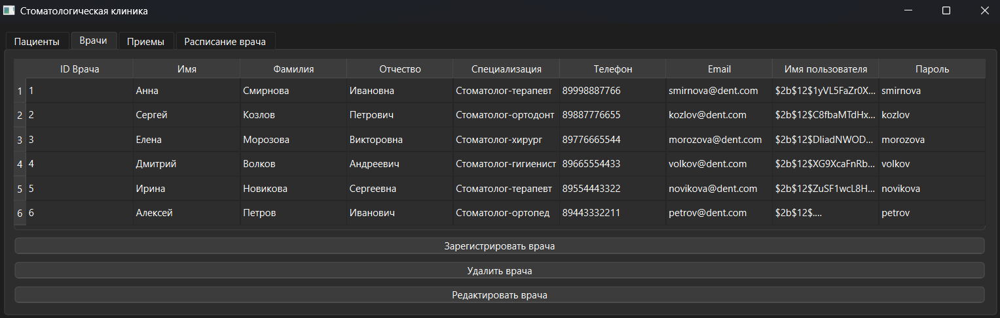 Стоматологическая клиника
Пациенты Врачи Приемы Расписание врача
ID Врача Имя Фамилия Отчество Специализация Телефон Email Имя пользователя Пароль
1 1 Анна Смирнова Ивановна Стоматолог-терапевт 89998887766 smirnova@dent.com $2b$12$1yVL5FaZr0X... smirnova
2 2 Сергей Козлов Петрович Стоматолог-ортодонт 89887776655 kozlov@dent.com $2b$12$C8fbaMTdHx... kozlov
3 3 Елена Морозова Викторовна Стоматолог-хирург 89776665544 morozova@dent.com $2b$12$DIiadNWOD... morozova
4 4 Дмитрий Волков Андреевич Стоматолог-гигиенист 89665554433 volkov@dent.com $2b$12$XG9XcaFnRb... volkov
5 5 Ирина Новикова Сергеевна Стоматолог-терапевт 89554443322 novikova@dent.com $2b$12$ZuSF1wcL8H... novikova
6 6 Алексей Петров Иванович Стоматолог-ортопед 89443332211 petrov@dent.com $2b$12$.... petrov
Зарегистрировать врача
Удалить врача
Редактировать врача